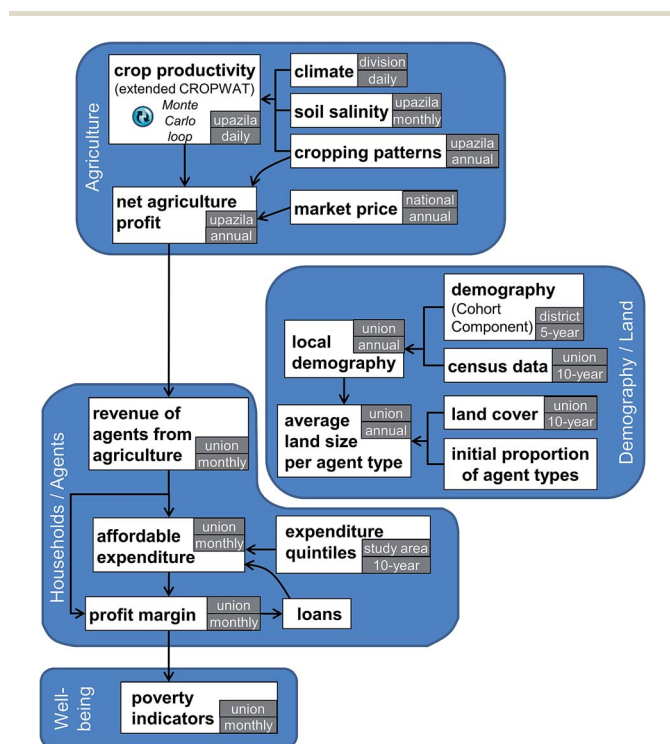 Agriculture
crop productivity
(extended CROPWAT)
Monte
Carlo
loop
upazila
daily
climate
division
daily
soil salinity
upazila
monthly
cropping patterns
upazila
annual
net agriculture
profit
upazila
annual
market price
national
annual
Demography / Land
demography
(Cohort
Component)
district
5-year
local
demography
union
annual
census data
union
10-year
average
land size
per agent type
union
annual
land cover
union
10-year
initial proportion
of agent types
Households / Agents
revenue of
agents from
agriculture
union
monthly
affordable
expenditure
union
monthly
expenditure
quintiles
study area
10-year
profit margin
union
monthly
loans
Well-
being
poverty
indicators
union
monthly